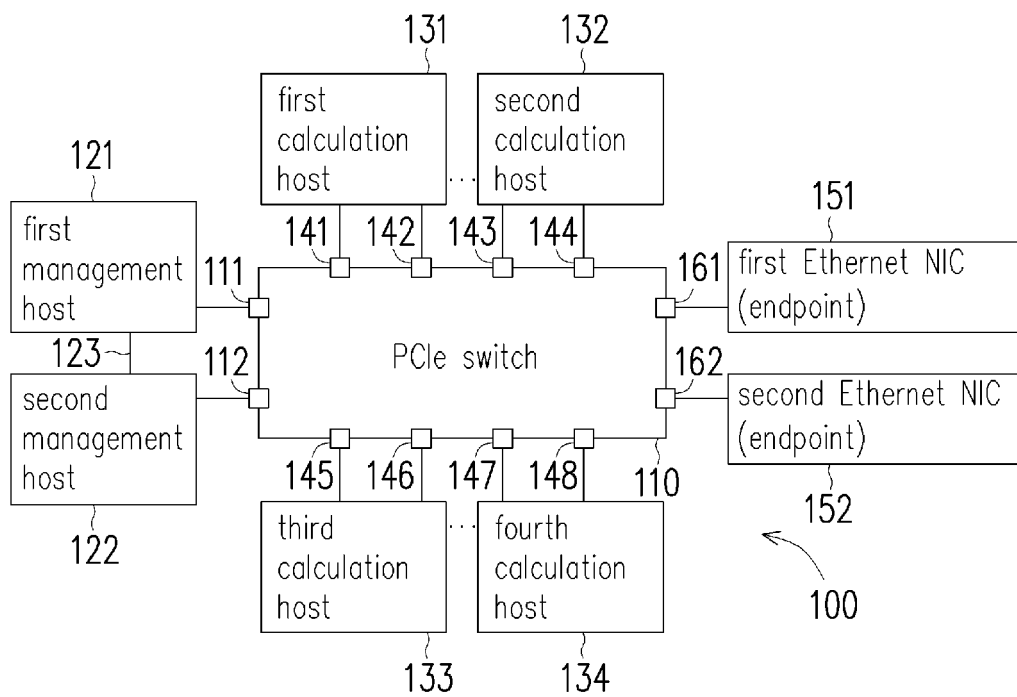 131
132
first
calculation
host
...
second
calculation
host
121
first
management
host
141
142
143
144
151
first Ethernet NIC
(endpoint)
111
161
123
PCIe switch
112
162
second
management
host
second Ethernet NIC
(endpoint)
145
146
147
148
110
152
122
third
calculation
host
...
fourth
calculation
host
100
133
134